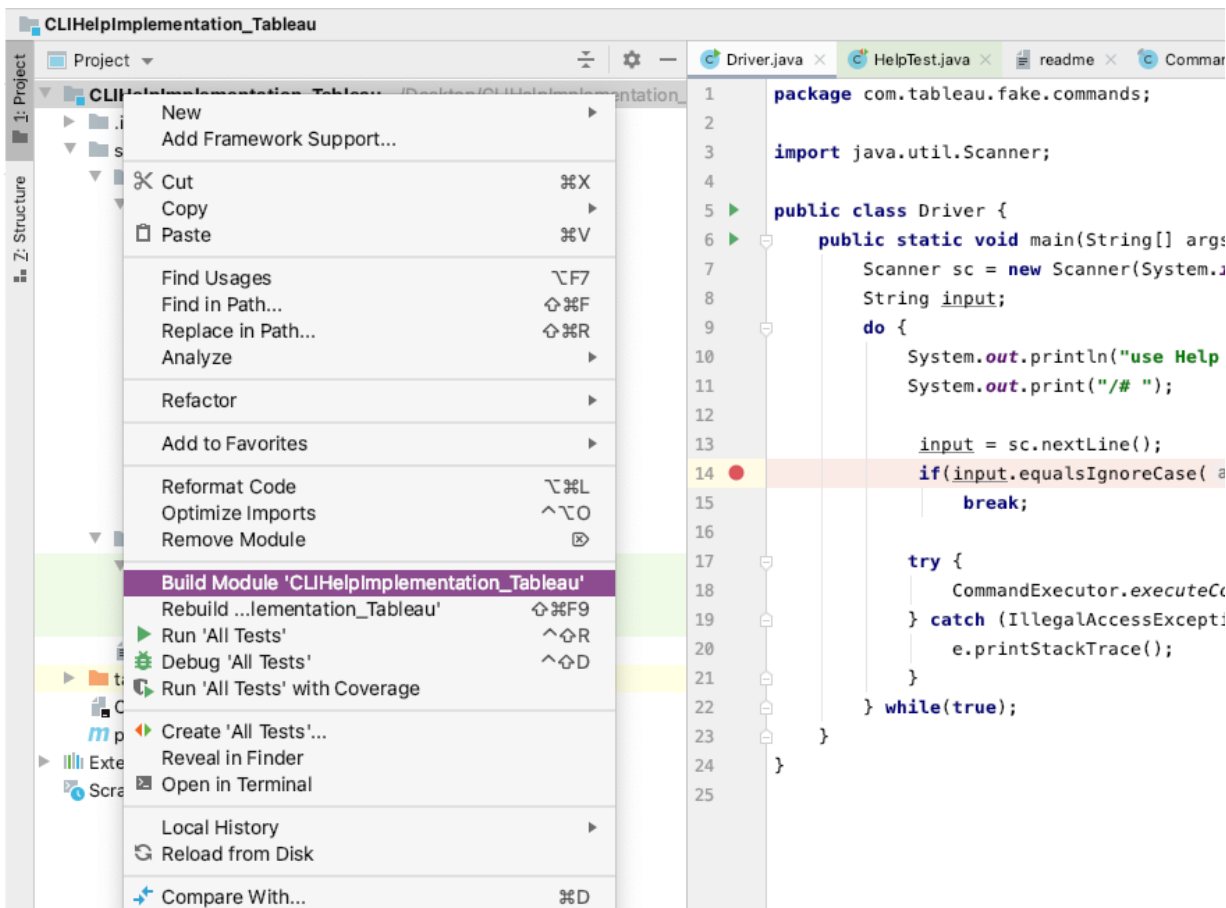 CLIHelpImplementation_Tableau
1: Project
Z: Structure
Project
CLIHelpImplementation_Tableau ~/Desktop/CLIHelpImplementation_
New
Add Framework Support...
Cut ⌘X
Copy
Paste ⌘V
Find Usages ⌥F7
Find in Path... ⇧⌘F
Replace in Path... ⇧⌘R
Analyze
Refactor
Add to Favorites
Reformat Code ⌥⌘L
Optimize Imports ^⌥O
Remove Module ⌦
Build Module 'CLIHelpImplementation_Tableau'
Rebuild ...lementation_Tableau' ⇧⌘F9
Run 'All Tests' ^⇧R
Debug 'All Tests' ^⇧D
Run 'All Tests' with Coverage
Create 'All Tests'...
Reveal in Finder
Open in Terminal
Local History
Reload from Disk
Compare With... ⌘D
Exte
Scra
Driver.java
HelpTest.java
readme
Comman
1 package com.tableau.fake.commands;
2
3 import java.util.Scanner;
4
5 public class Driver {
6 public static void main(String[] args
7 Scanner sc = new Scanner(System.i
8 String input;
9 do {
10 System.out.println("use Help
11 System.out.print("/# ");
12
13 input = sc.nextLine();
14 if(input.equalsIgnoreCase( a
15 break;
16
17 try {
18 CommandExecutor.executeCo
19 } catch (IllegalAccessExcepti
20 e.printStackTrace();
21 }
22 } while(true);
23 }
24 }
25